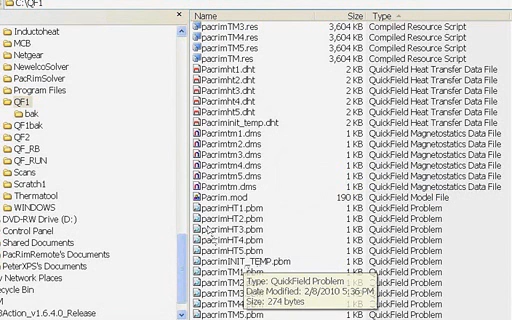 C:\QF1
Name Size Type
Inductoheat
MCB
Netgear
NewelcoSolver
PacRimSolver
Program Files
QF1
bak
QF1bak
QF2
QF_RB
QF_RUN
Scans
Scratch1
Thermatool
WINDOWS
DVD-RW Drive (D:)
Control Panel
Shared Documents
PacRimRemote's Documents
PeterXPS's Documents
y Network Places
ecycle Bin
M
3Action_v1.6.4.0_Release
pacrimTM3.res 3,604 KB Compiled Resource Script
pacrimTM4.res 3,604 KB Compiled Resource Script
pacrimTM5.res 3,604 KB Compiled Resource Script
pacrimTM.res 3,604 KB Compiled Resource Script
Pacrimht1.dht 2 KB QuickField Heat Transfer Data File
Pacrimht2.dht 2 KB QuickField Heat Transfer Data File
Pacrimht3.dht 2 KB QuickField Heat Transfer Data File
Pacrimht4.dht 2 KB QuickField Heat Transfer Data File
Pacrimht5.dht 2 KB QuickField Heat Transfer Data File
Pacriminit_temp.dht 2 KB QuickField Heat Transfer Data File
Pacrimtm1.dms 1 KB QuickField Magnetostatics Data File
Pacrimtm2.dms 1 KB QuickField Magnetostatics Data File
Pacrimtm3.dms 1 KB QuickField Magnetostatics Data File
Pacrimtm4.dms 1 KB QuickField Magnetostatics Data File
Pacrimtm5.dms 1 KB QuickField Magnetostatics Data File
Pacrimtm.dms 1 KB QuickField Magnetostatics Data File
Pacrim.mod 190 KB QuickField Model File
pacrimHT1.pbm 1 KB QuickField Problem
pacrimHT2.pbm 1 KB QuickField Problem
pacrimHT3.pbm 1 KB QuickField Problem
pacrimHT4.pbm 1 KB QuickField Problem
pacrimHT5.pbm 1 KB QuickField Problem
pacrimINIT_TEMP.pbm 1 KB QuickField Problem
pacrimTM1.pbm 1 KB QuickField Problem
pacrimTM2 QuickField Problem
pacrimTM3 QuickField Problem
pacrimTM4 QuickField Problem
pacrimTM5.pbm 1 KB QuickField Problem
Type: QuickField Problem
Date Modified: 2/8/2010 5:36 PM
Size: 274 bytes